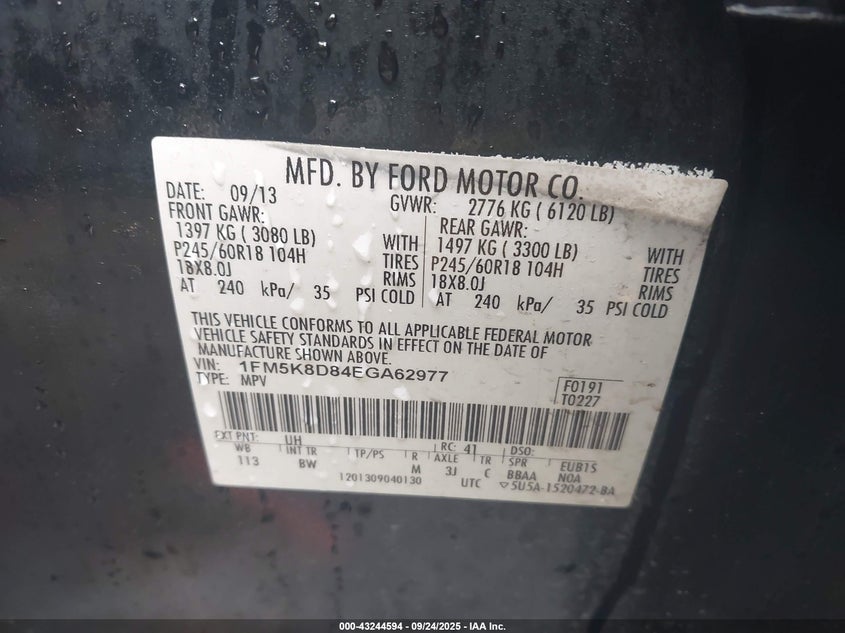 MFD. BY FORD MOTOR CO.
DATE: 09/13 GVWR: 2776 KG ( 6120 LB)
FRONT GAWR: REAR GAWR:
1397 KG ( 3080 LB) WITH 1497 KG ( 3300 LB) WITH
P245/60R18 104H TIRES P245/60R18 104H TIRES
18X8.0J RIMS 18X8.0J RIMS
AT 240 kPa/ 35 PSI COLD AT 240 kPa/ 35 PSI COLD
THIS VEHICLE CONFORMS TO ALL APPLICABLE FEDERAL MOTOR
VEHICLE SAFETY STANDARDS IN EFFECT ON THE DATE OF
MANUFACTURE SHOWN ABOVE.
VIN: 1FM5K8D84EGA62977
TYPE: MPV
F0191
T0227
EXT PNT: UH RC: 41 DSO:
WB INT TR TP/PS R AXLE TR SPR EUB1S
113 BW M 3J C BBAA NOA
1201309040130 UTC ▽5U5A-1520472-BA
000-43244594 - 09/24/2025 - IAA Inc.